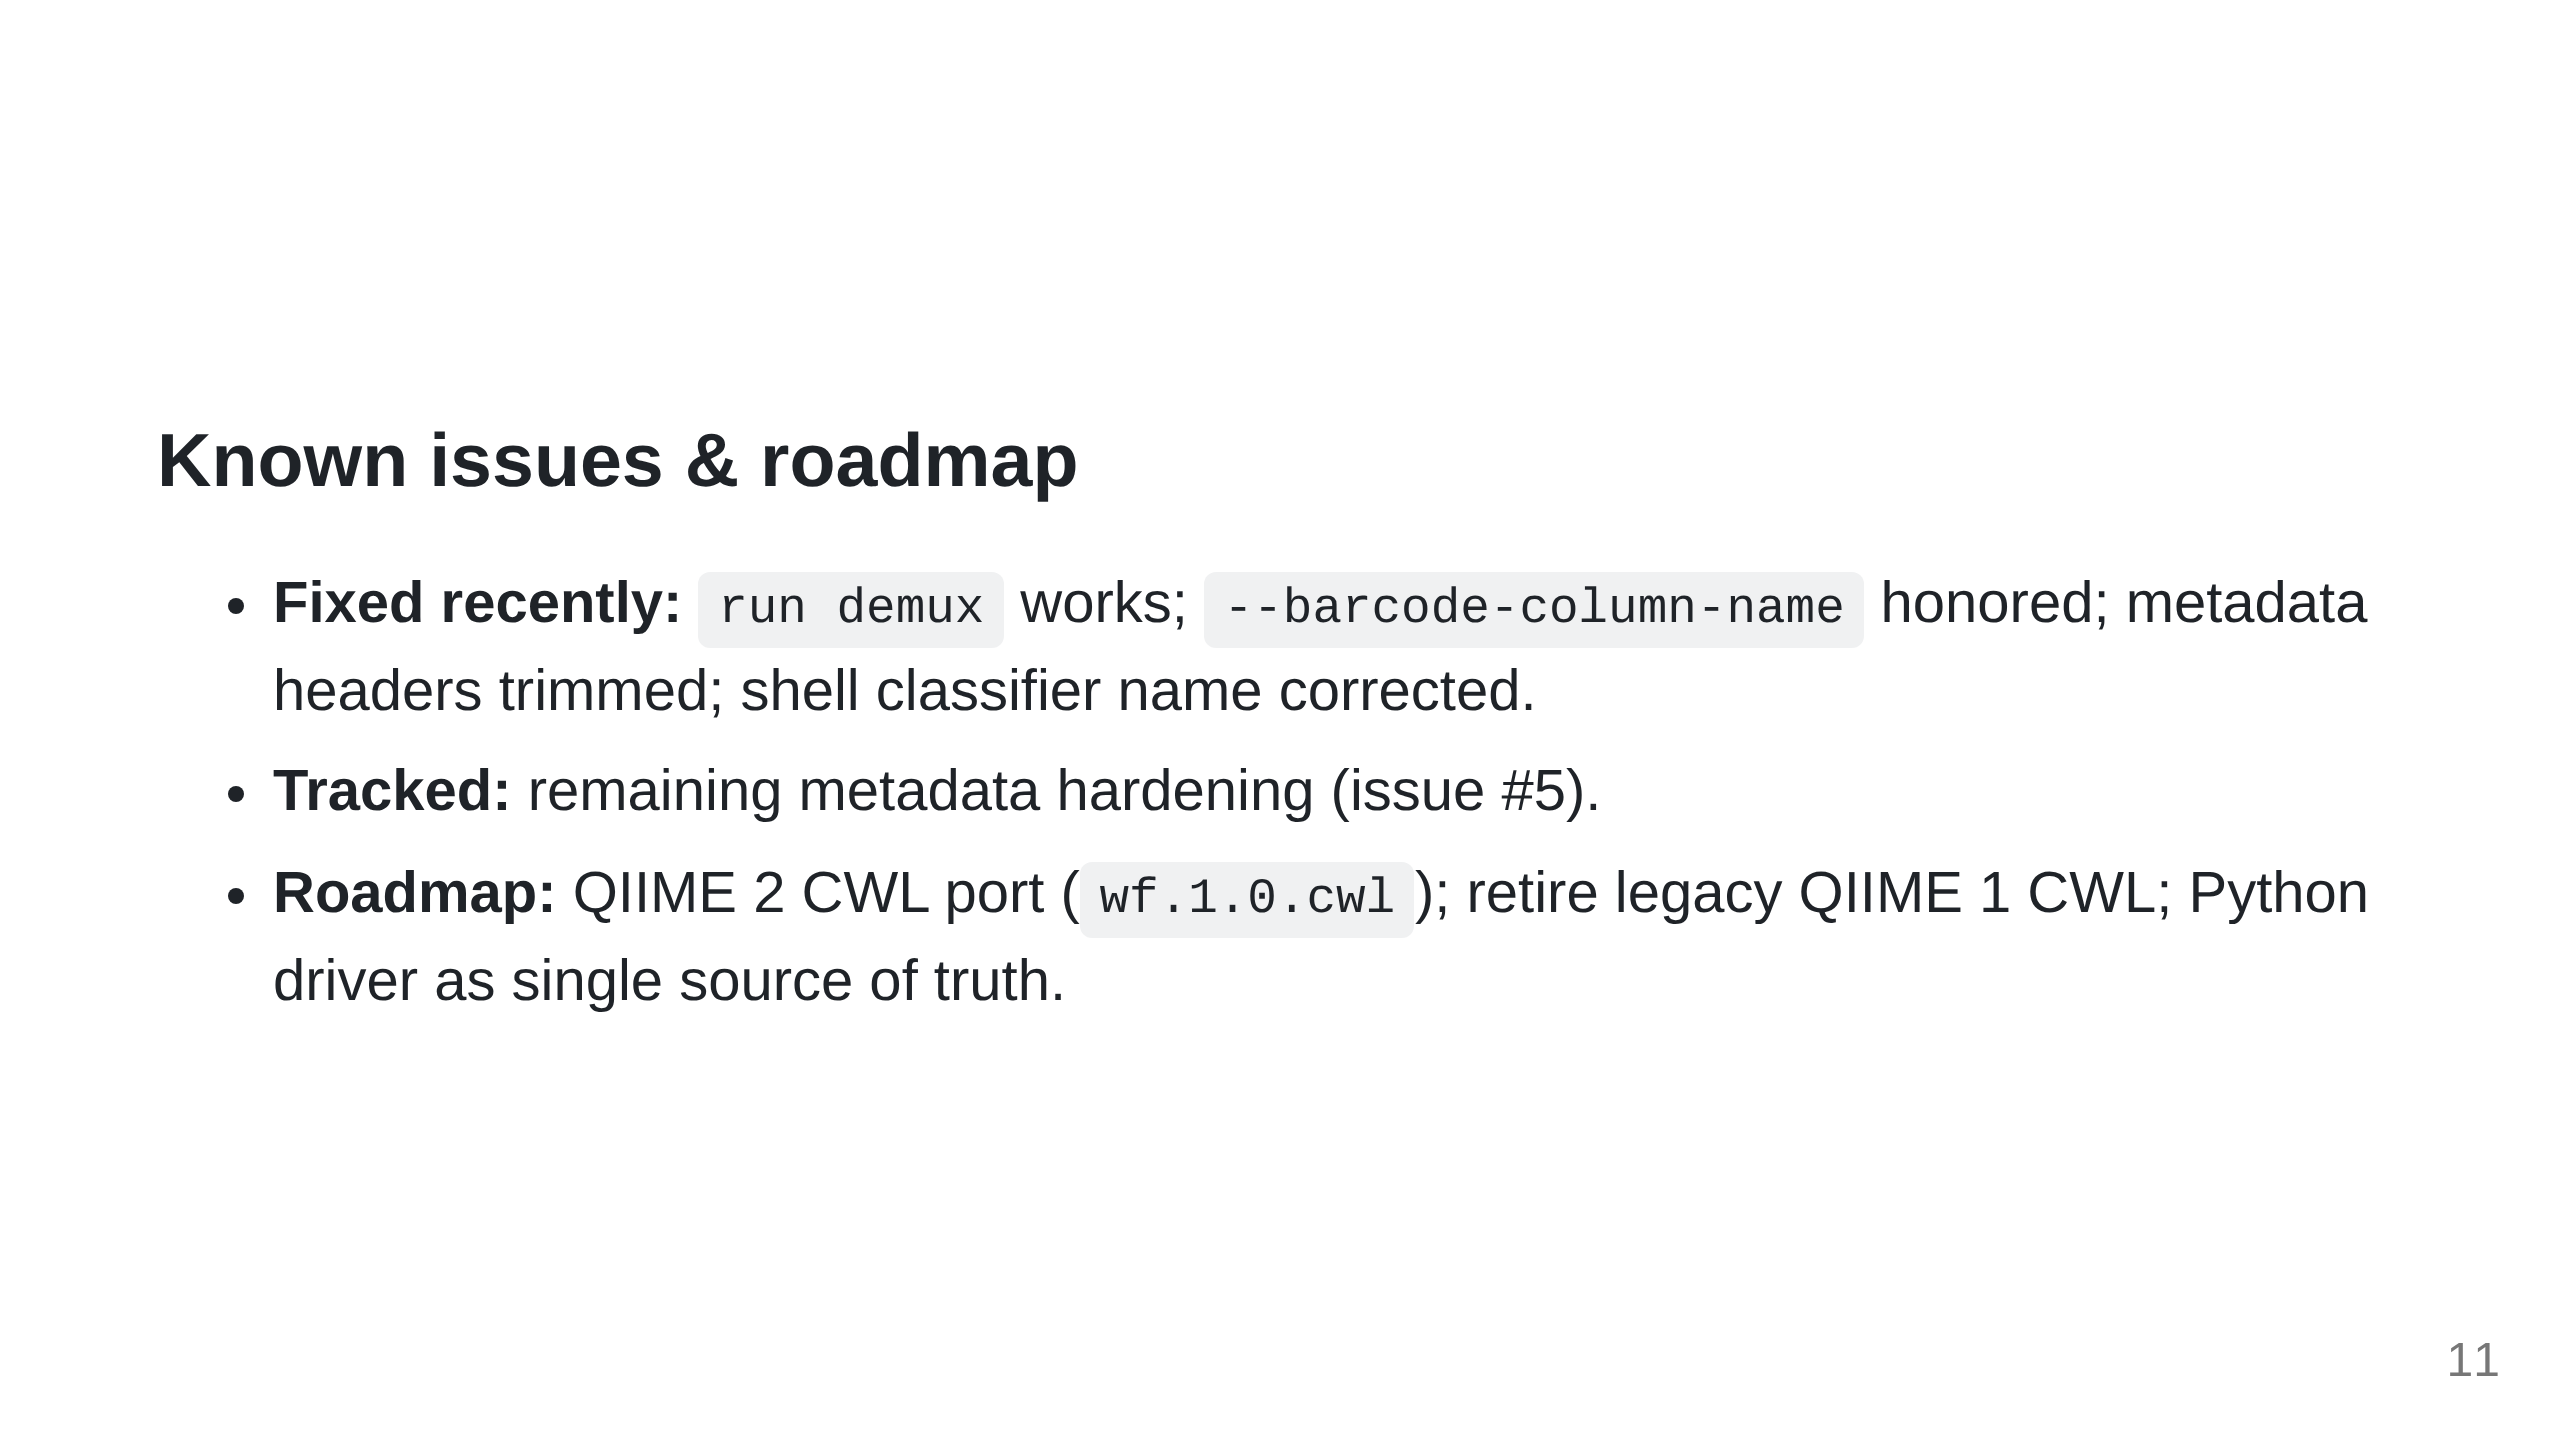 Known issues & roadmap
• Fixed recently: run demux works; --barcode-column-name honored; metadata
headers trimmed; shell classifier name corrected.
• Tracked: remaining metadata hardening (issue #5).
• Roadmap: QIIME 2 CWL port (wf.1.0.cwl); retire legacy QIIME 1 CWL; Python
driver as single source of truth.
11